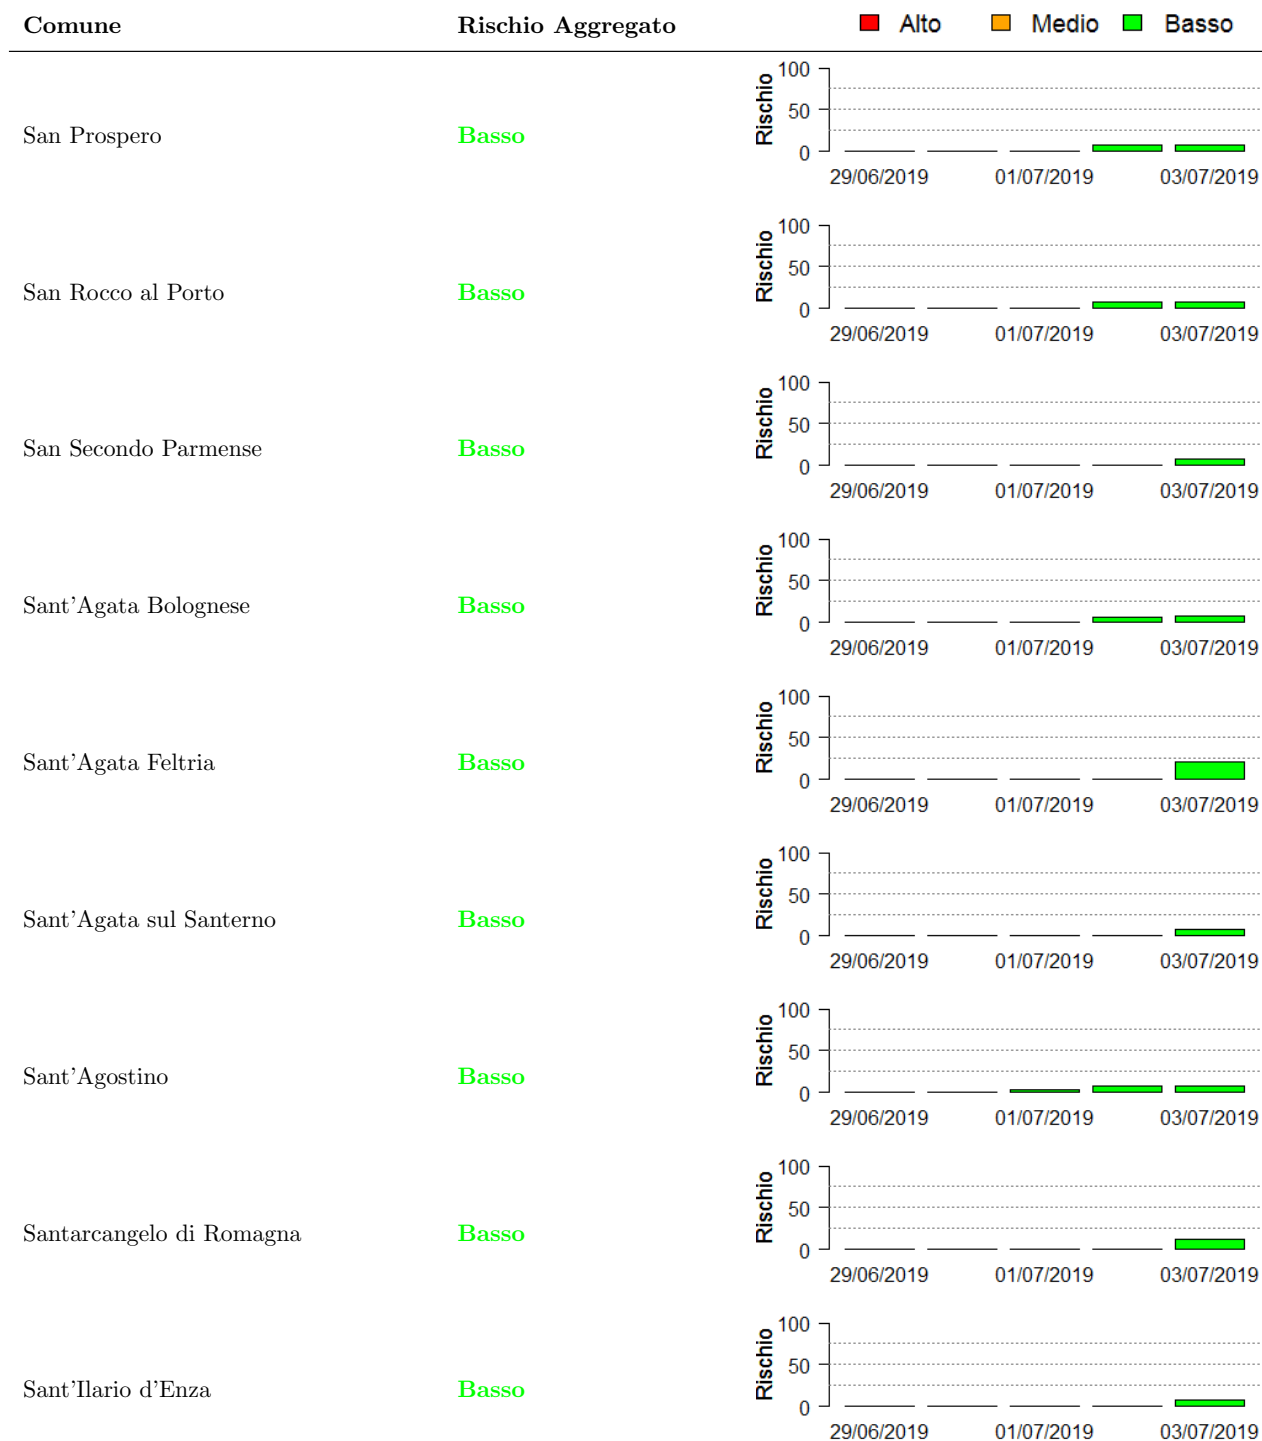 Comune Rischio Aggregato Alto Medio Basso
San Prospero Basso Rischio 100 50 0
29/06/2019 01/07/2019 03/07/2019
San Rocco al Porto Basso Rischio 100 50 0
29/06/2019 01/07/2019 03/07/2019
San Secondo Parmense Basso Rischio 100 50 0
29/06/2019 01/07/2019 03/07/2019
Sant'Agata Bolognese Basso Rischio 100 50 0
29/06/2019 01/07/2019 03/07/2019
Sant'Agata Feltria Basso Rischio 100 50 0
29/06/2019 01/07/2019 03/07/2019
Sant'Agata sul Santerno Basso Rischio 100 50 0
29/06/2019 01/07/2019 03/07/2019
Sant'Agostino Basso Rischio 100 50 0
29/06/2019 01/07/2019 03/07/2019
Santarcangelo di Romagna Basso Rischio 100 50 0
29/06/2019 01/07/2019 03/07/2019
Sant'Ilario d'Enza Basso Rischio 100 50 0
29/06/2019 01/07/2019 03/07/2019